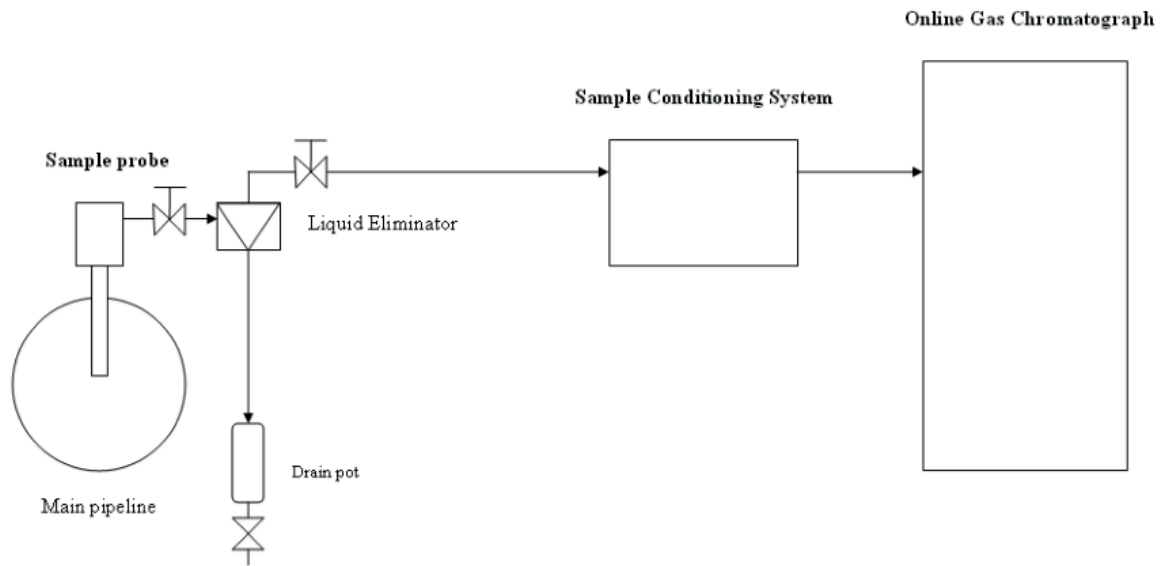 Online Gas Chromatograph
Sample Conditioning System
Sample probe
Liquid Eliminator
Drain pot
Main pipeline